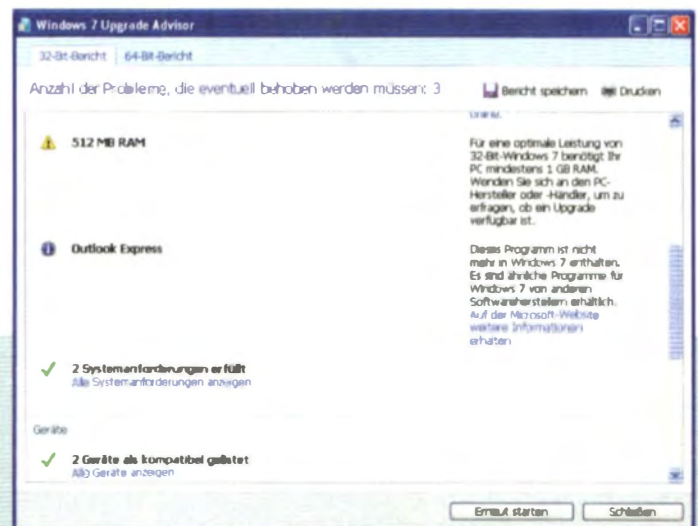 Windows 7 Upgrade Advisor
32-Bit-Bericht 64-Bit-Bericht
Anzahl der Probleme, die eventuell behoben werden müssen: 3
Bericht speichern Drucken
512 MB RAM
Für eine optimale Leistung von
32-Bit-Windows 7 benötigt Ihr
PC mindestens 1 GB RAM.
Wenden Sie sich an den PC-
Hersteller oder -Händler, um zu
erfragen, ob ein Upgrade
verfügbar ist.
Outlook Express
Dieses Programm ist nicht
mehr in Windows 7 enthalten.
Es sind ähnliche Programme für
Windows 7 von anderen
Softwareherstellern erhältlich.
Auf der Microsoft-Website
weitere Informationen
erhalten
2 Systemanforderungen erfüllt
Alle Systemanforderungen anzeigen
Geräte
2 Geräte als kompatibel gelistet
Alle Geräte anzeigen
Erneut starten Schließen